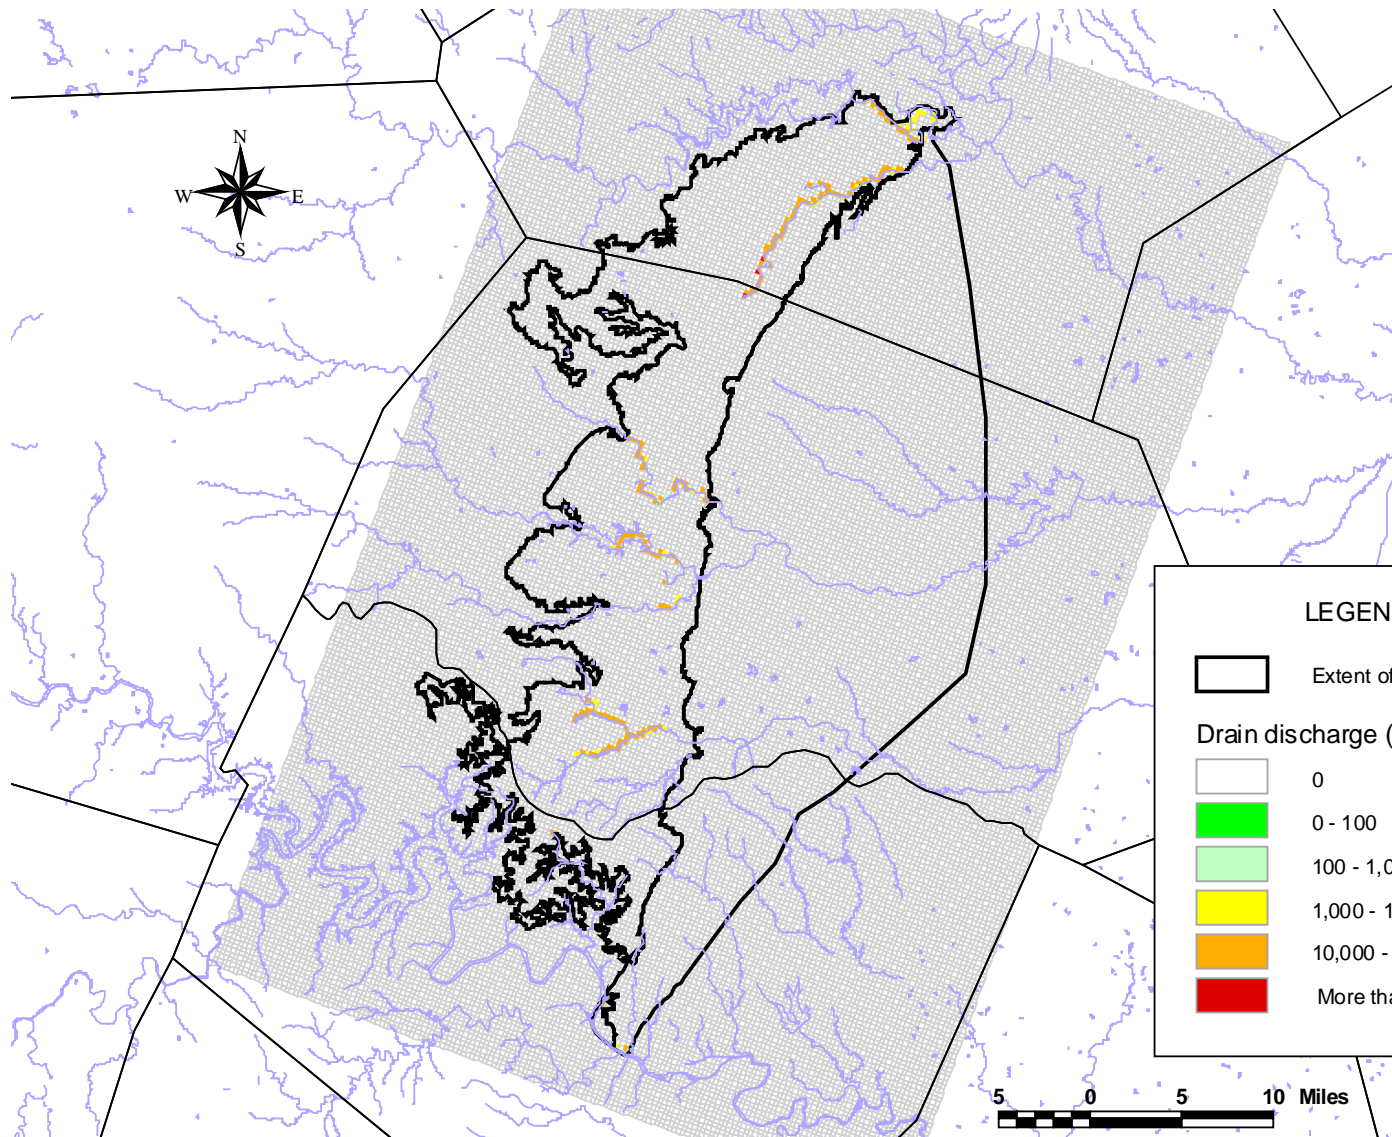 N
W E
S
LEGEN
Extent of
Drain discharge (
0
0 - 100
100 - 1,0
1,000 - 1
10,000 -
More tha
5 0 5 10 Miles